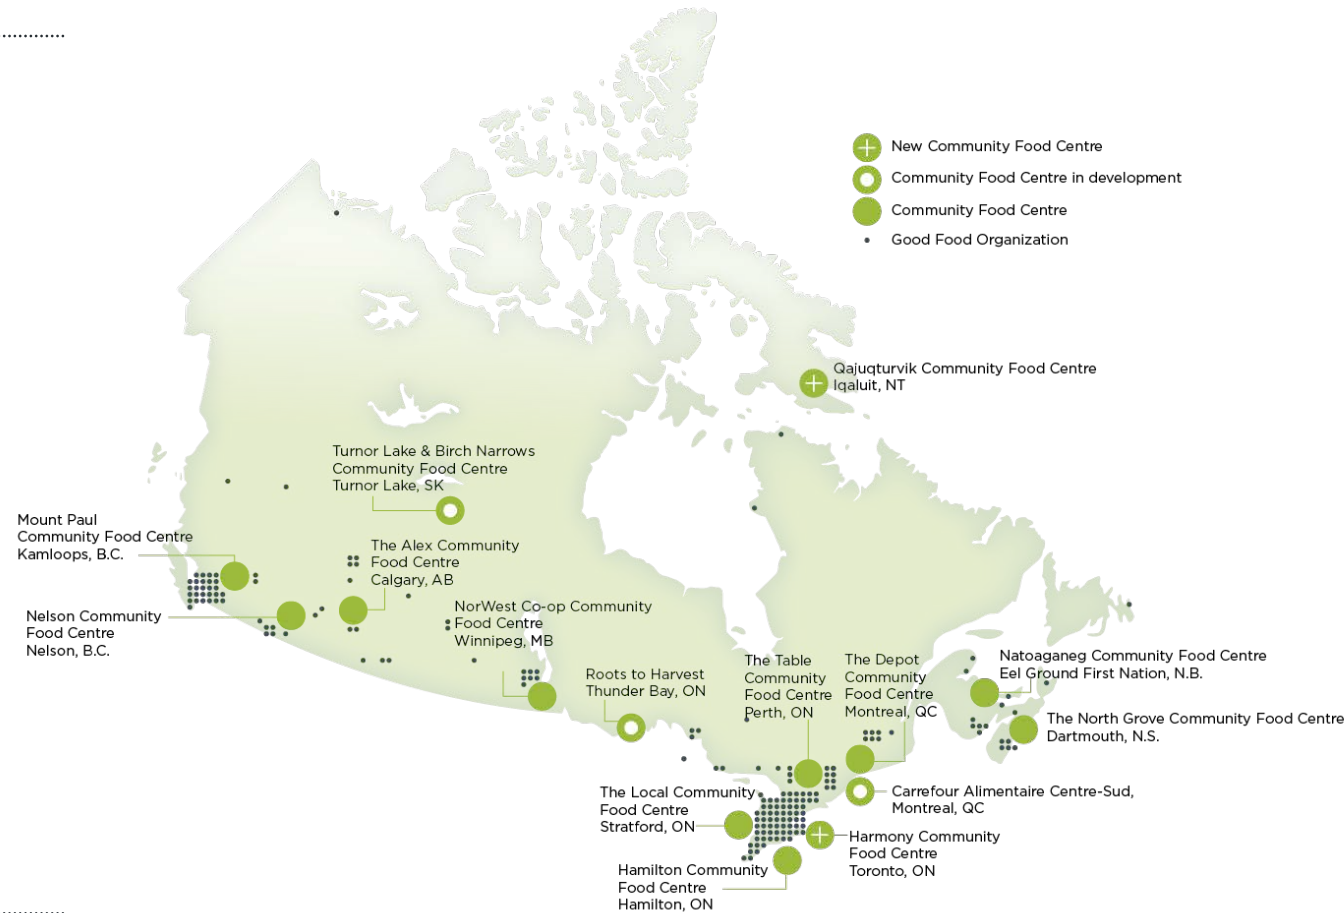 New Community Food Centre
Community Food Centre in development
Community Food Centre
Good Food Organization
Qajuqturvik Community Food Centre
Iqaluit, NT
Turnor Lake & Birch Narrows
Community Food Centre
Turnor Lake, SK
Mount Paul
Community Food Centre
Kamloops, B.C.
The Alex Community
Food Centre
Calgary, AB
Nelson Community
Food Centre
Nelson, B.C.
NorWest Co-op Community
Food Centre
Winnipeg, MB
Roots to Harvest
Thunder Bay, ON
The Table
Community
Food Centre
Perth, ON
The Depot
Community
Food Centre
Montreal, QC
Natoaganeg Community Food Centre
Eel Ground First Nation, N.B.
The North Grove Community Food Centre
Dartmouth, N.S.
The Local Community
Food Centre
Stratford, ON
Carrefour Alimentaire Centre-Sud,
Montreal, QC
Harmony Community
Food Centre
Toronto, ON
Hamilton Community
Food Centre
Hamilton, ON